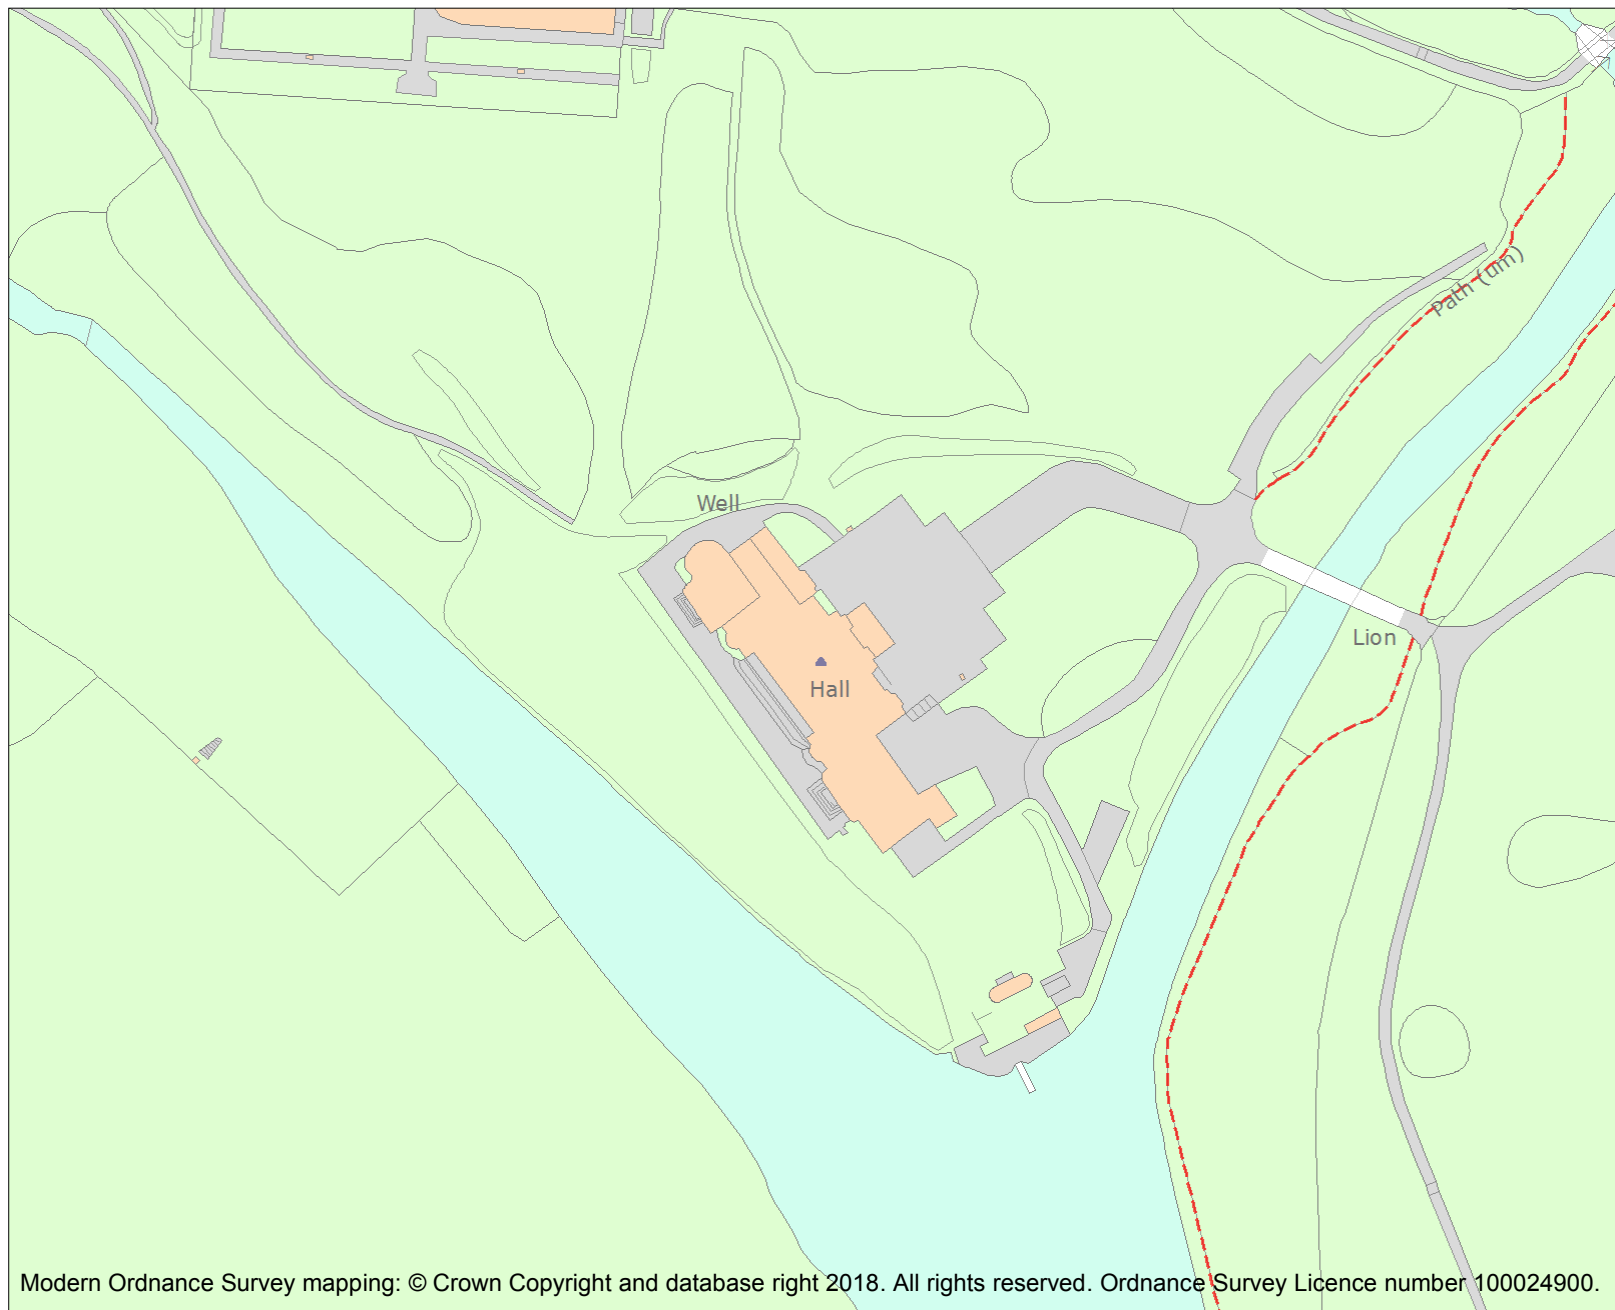 Path (um)
Well
Lion
Hall
Modern Ordnance Survey mapping: © Crown Copyright and database right 2018. All rights reserved. Ordnance Survey Licence number 100024900.